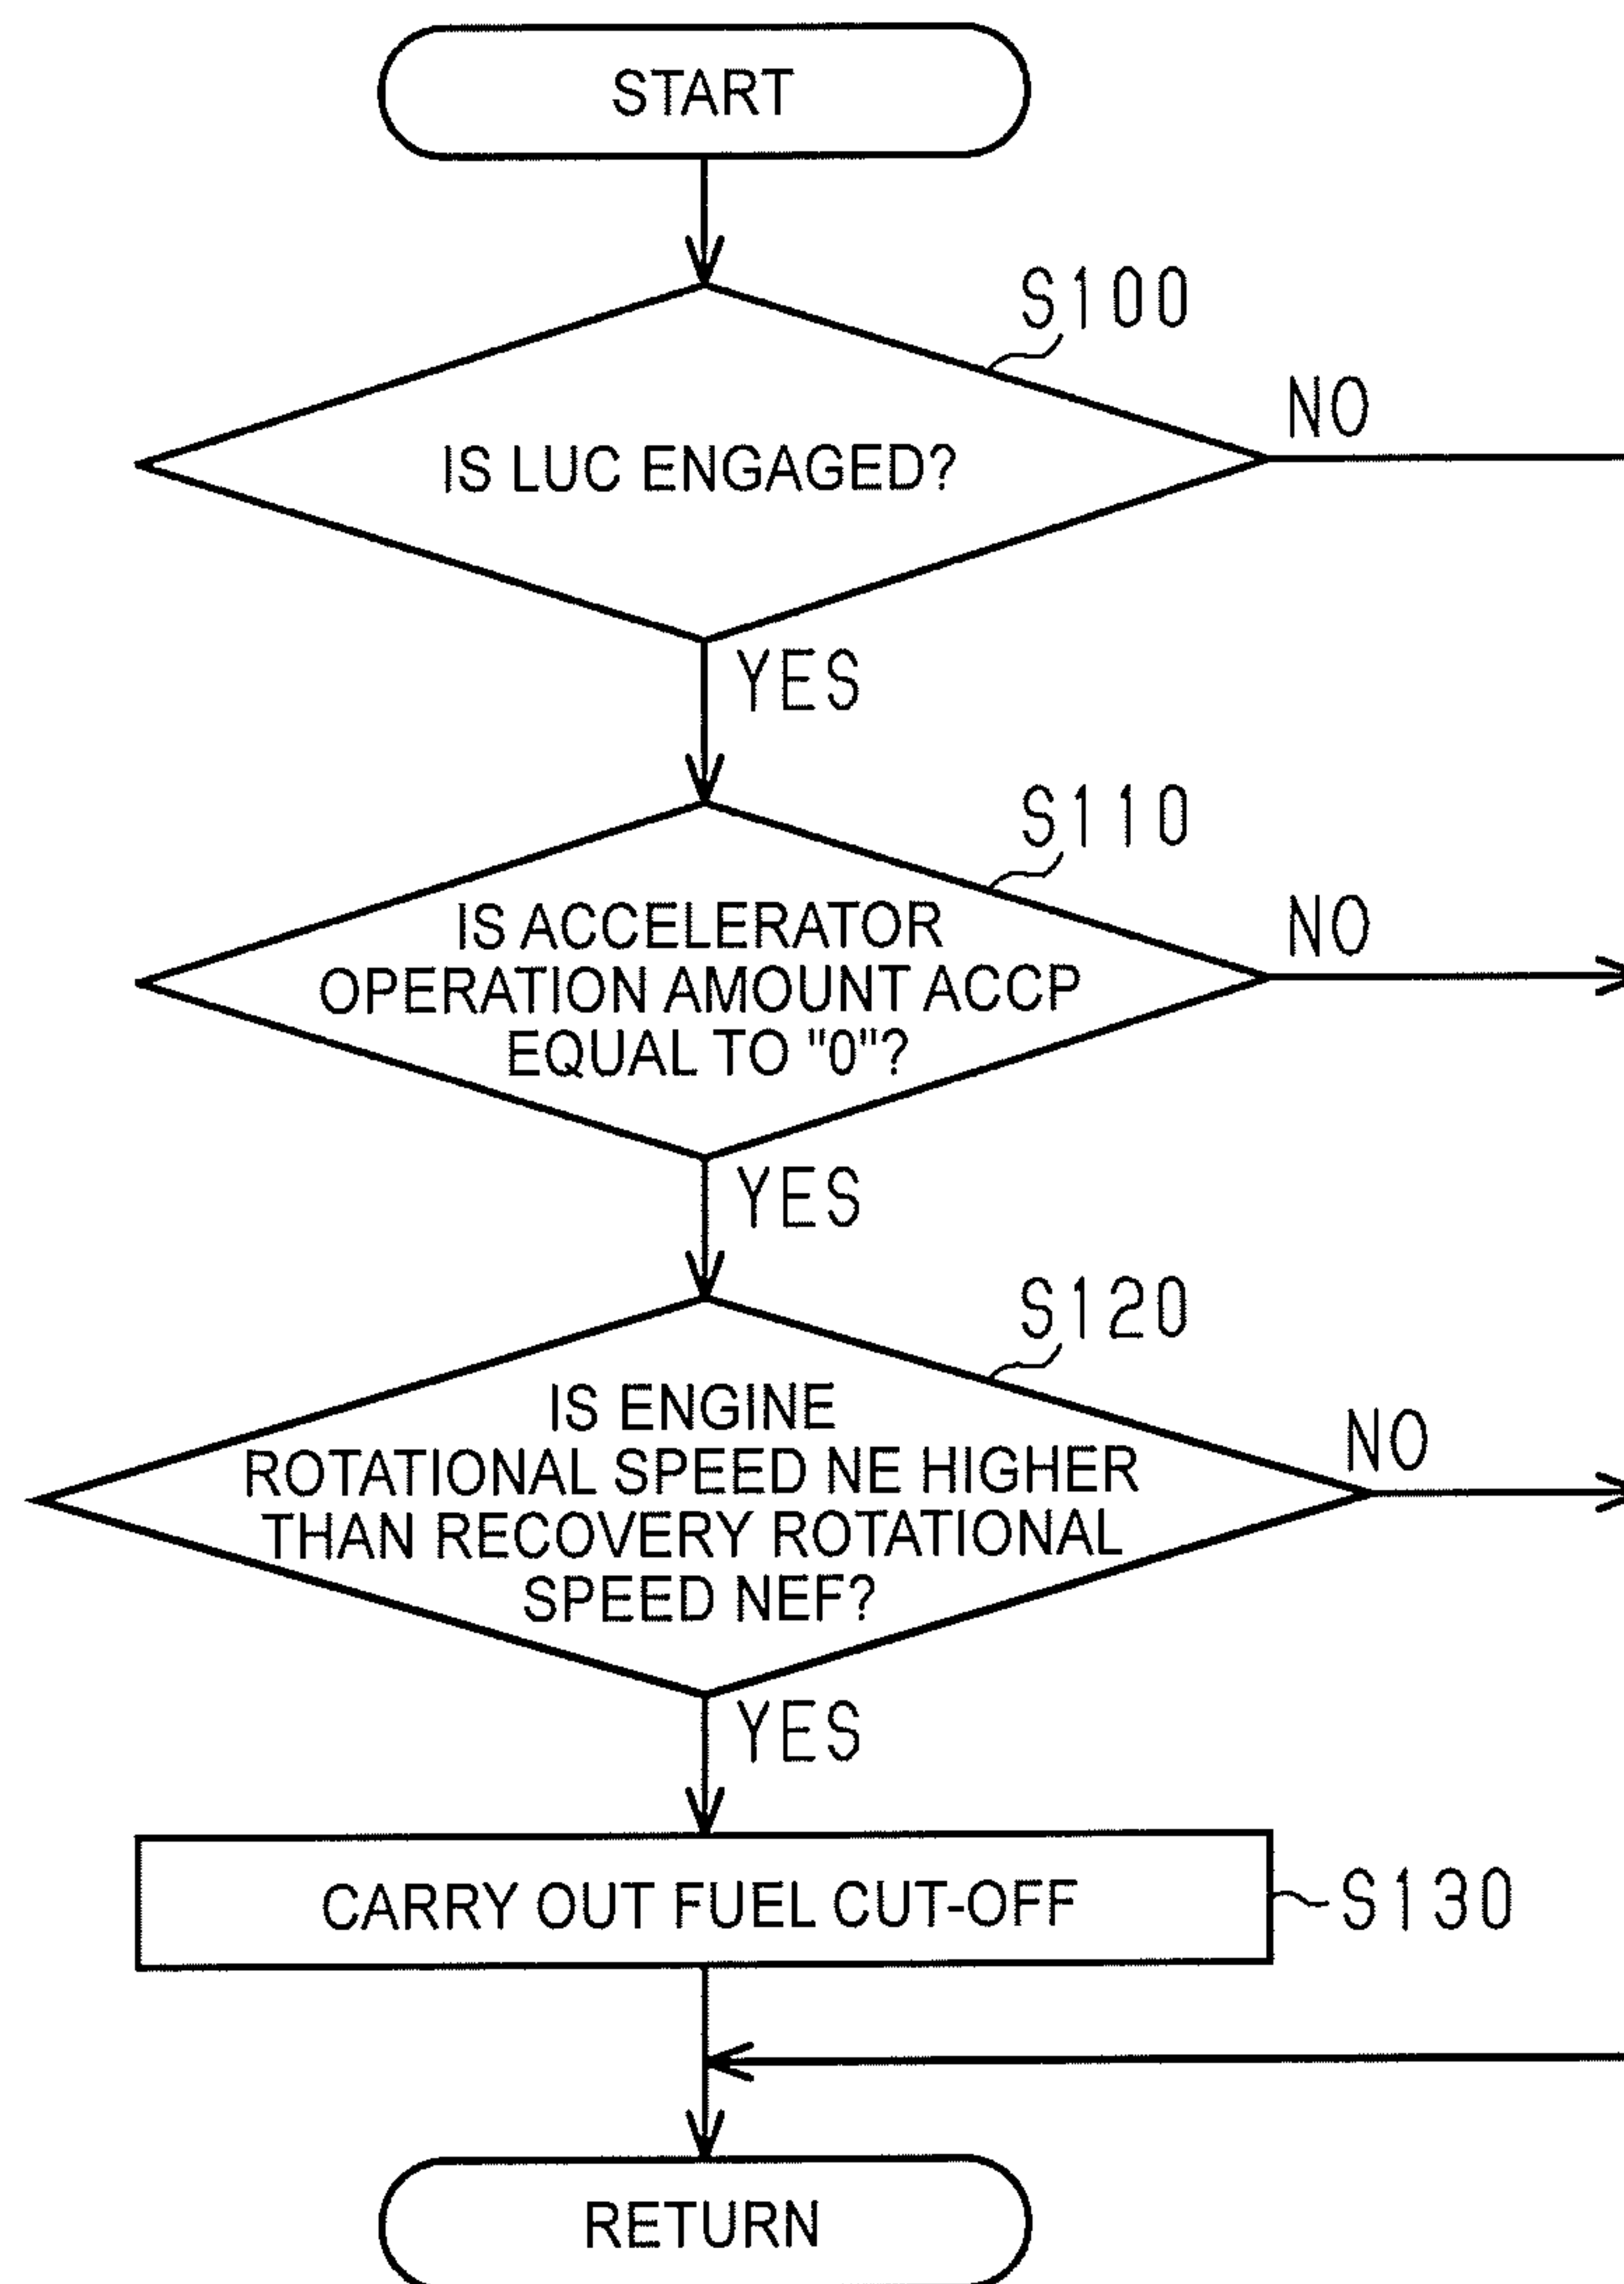 START
S100
NO
IS LUC ENGAGED?
YES
S110
NO
IS ACCELERATOR
OPERATION AMOUNT ACCP
EQUAL TO "0"?
YES
S120
NO
IS ENGINE
ROTATIONAL SPEED NE HIGHER
THAN RECOVERY ROTATIONAL
SPEED NEF?
YES
CARRY OUT FUEL CUT-OFF
S130
RETURN